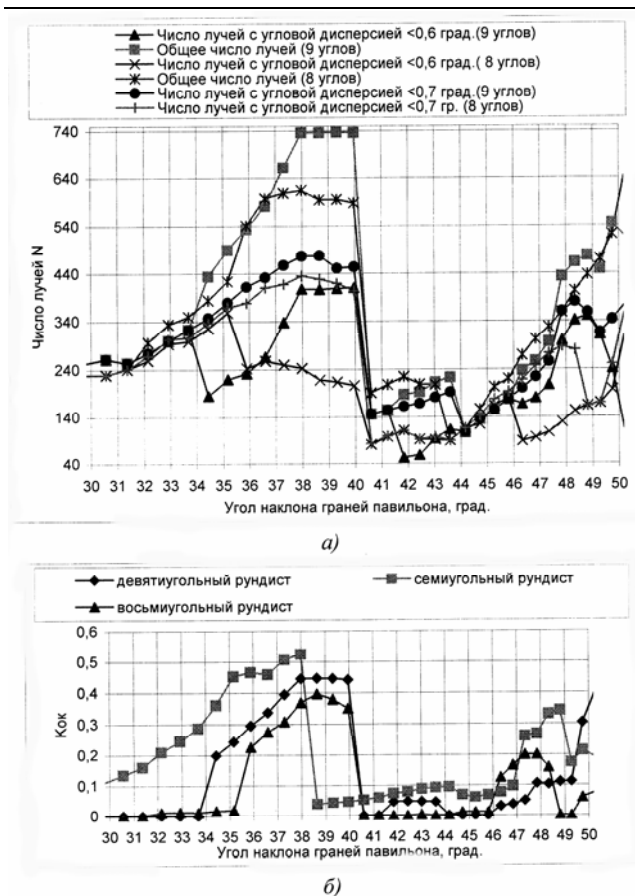 Число лучей с угловой дисперсией <0,6 град.(9 углов)
Общее число лучей (9 углов)
Число лучей с угловой дисперсией <0,6 град.( 8 углов)
Общее число лучей (8 углов)
Число лучей с угловой дисперсией <0,7 град.(9 углов)
Число лучей с угловой дисперсией <0,7 гр. (8 углов)
740
640
540
440
340
240
140
40
Число лучей N
30 31 32 33 34 35 36 37 38 39 40 41 42 43 44 45 46 47 48 49 50
Угол наклона граней павильона, град.
а)
девятиугольный рундист
семиугольный рундист
восьмиугольный рундист
0,6
0,5
0,4
0,3
0,2
0,1
0
Кок
30 31 32 33 34 35 36 37 38 39 40 41 42 43 44 45 46 47 48 49 50
Угол наклона граней павильона, град.
б)